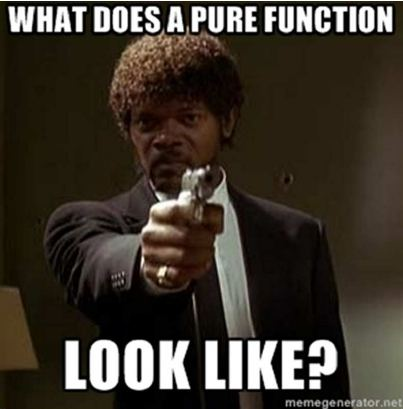 WHAT DOES A PURE FUNCTION
LOOK LIKE?
memegenerator.net